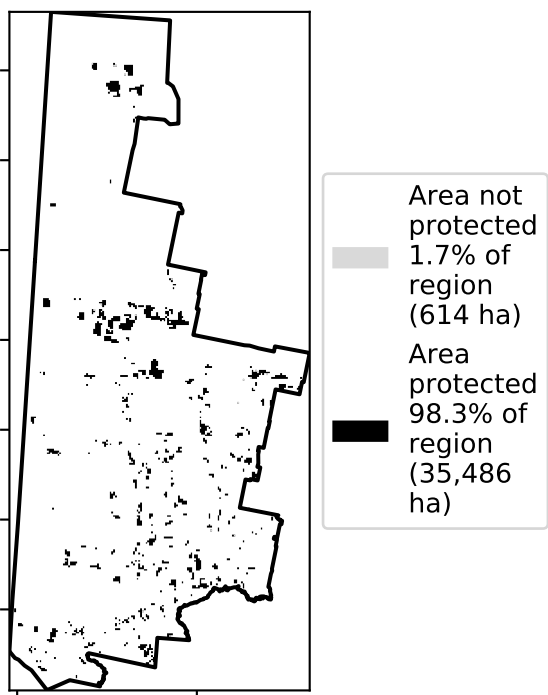 Area not
protected
1.7% of
region
(614 ha)
Area
protected
98.3% of
region
(35,486
ha)